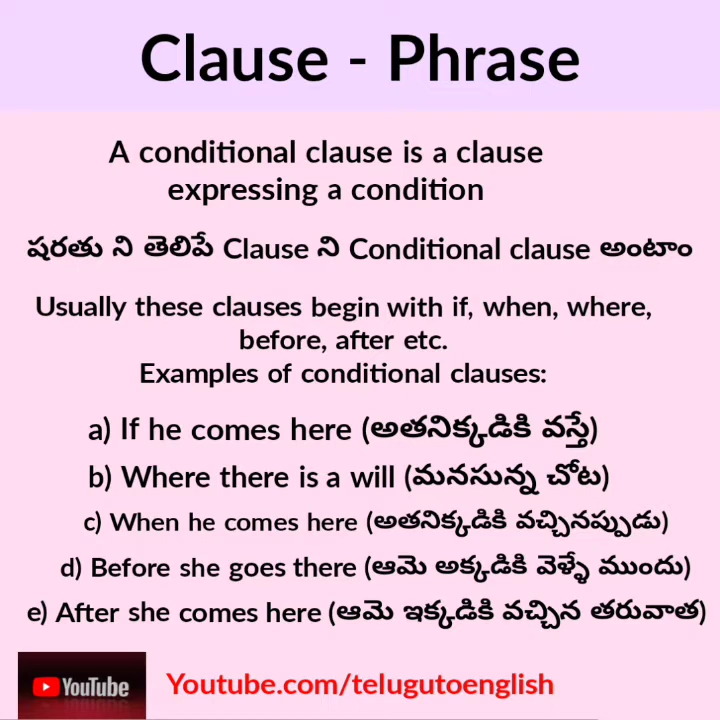 Clause - Phrase
A conditional clause is a clause
expressing a condition
షరతు ని తెలిపే Clause ని Conditional clause అంటాం
Usually these clauses begin with if, when, where,
before, after etc.
Examples of conditional clauses:
a) If he comes here (అతనిక్కడికి వస్తే)
b) Where there is a will (మనసున్న చోట)
c) When he comes here (అతనిక్కడికి వచ్చినప్పుడు)
d) Before she goes there (ఆమె అక్కడికి వెళ్ళే ముందు)
e) After she comes here (ఆమె ఇక్కడికి వచ్చిన తరువాత)
YouTube Youtube.com/telugutoenglish